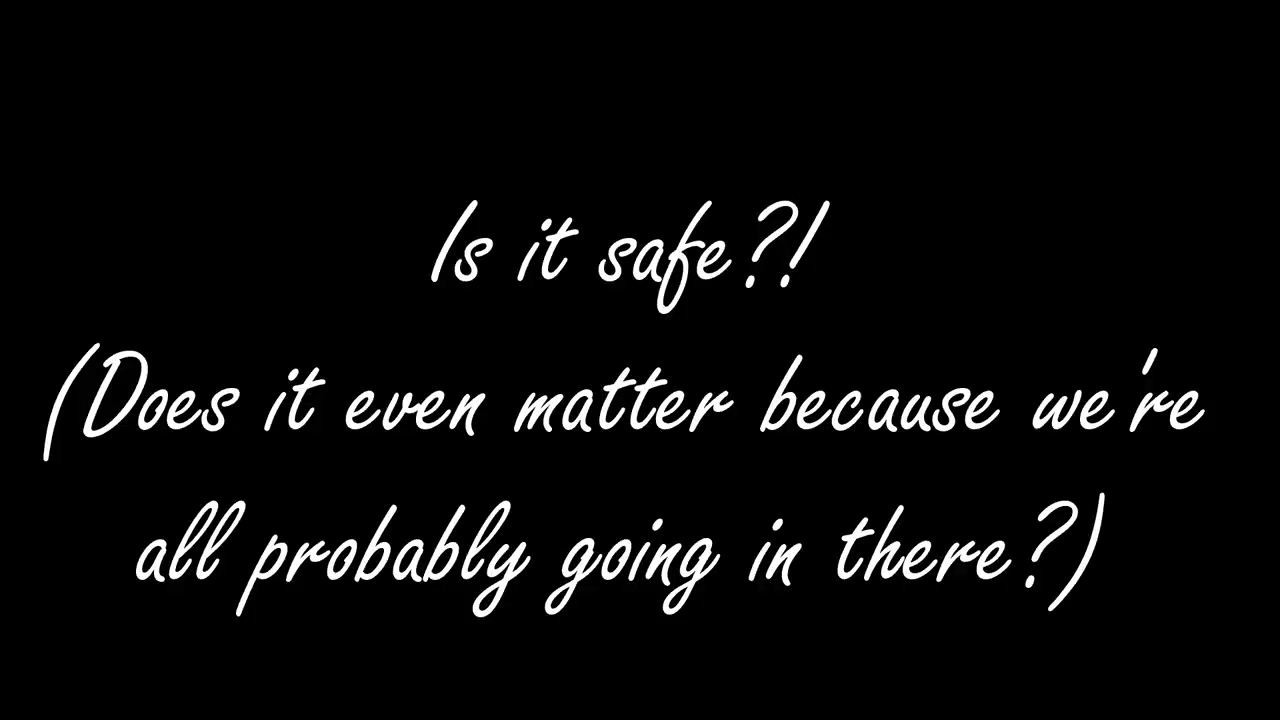 Is it safe?!
(Does it even matter because we're
all probably going in there?)